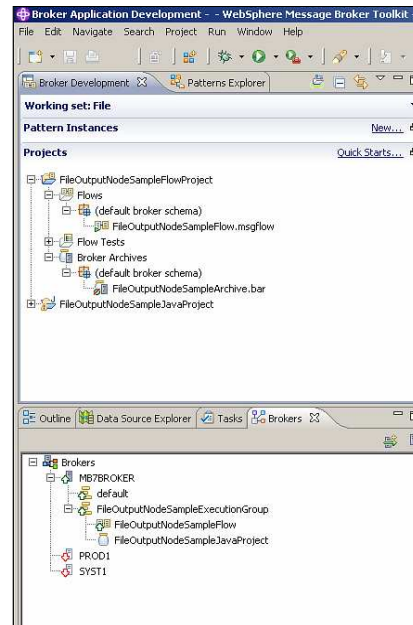 Broker Application Development - - WebSphere Message Broker Toolkit
File Edit Navigate Search Project Run Window Help
Broker Development Patterns Explorer
Working set: File
Pattern Instances New...
Projects Quick Starts...
FileOutputNodeSampleFlowProject
Flows
(default broker schema)
FileOutputNodeSampleFlow.msgflow
Flow Tests
Broker Archives
(default broker schema)
FileOutputNodeSampleArchive.bar
FileOutputNodeSampleJavaProject
Outline Data Source Explorer Tasks Brokers
Brokers
MB7BROKER
default
FileOutputNodeSampleExecutionGroup
FileOutputNodeSampleFlow
FileOutputNodeSampleJavaProject
PROD1
SYST1